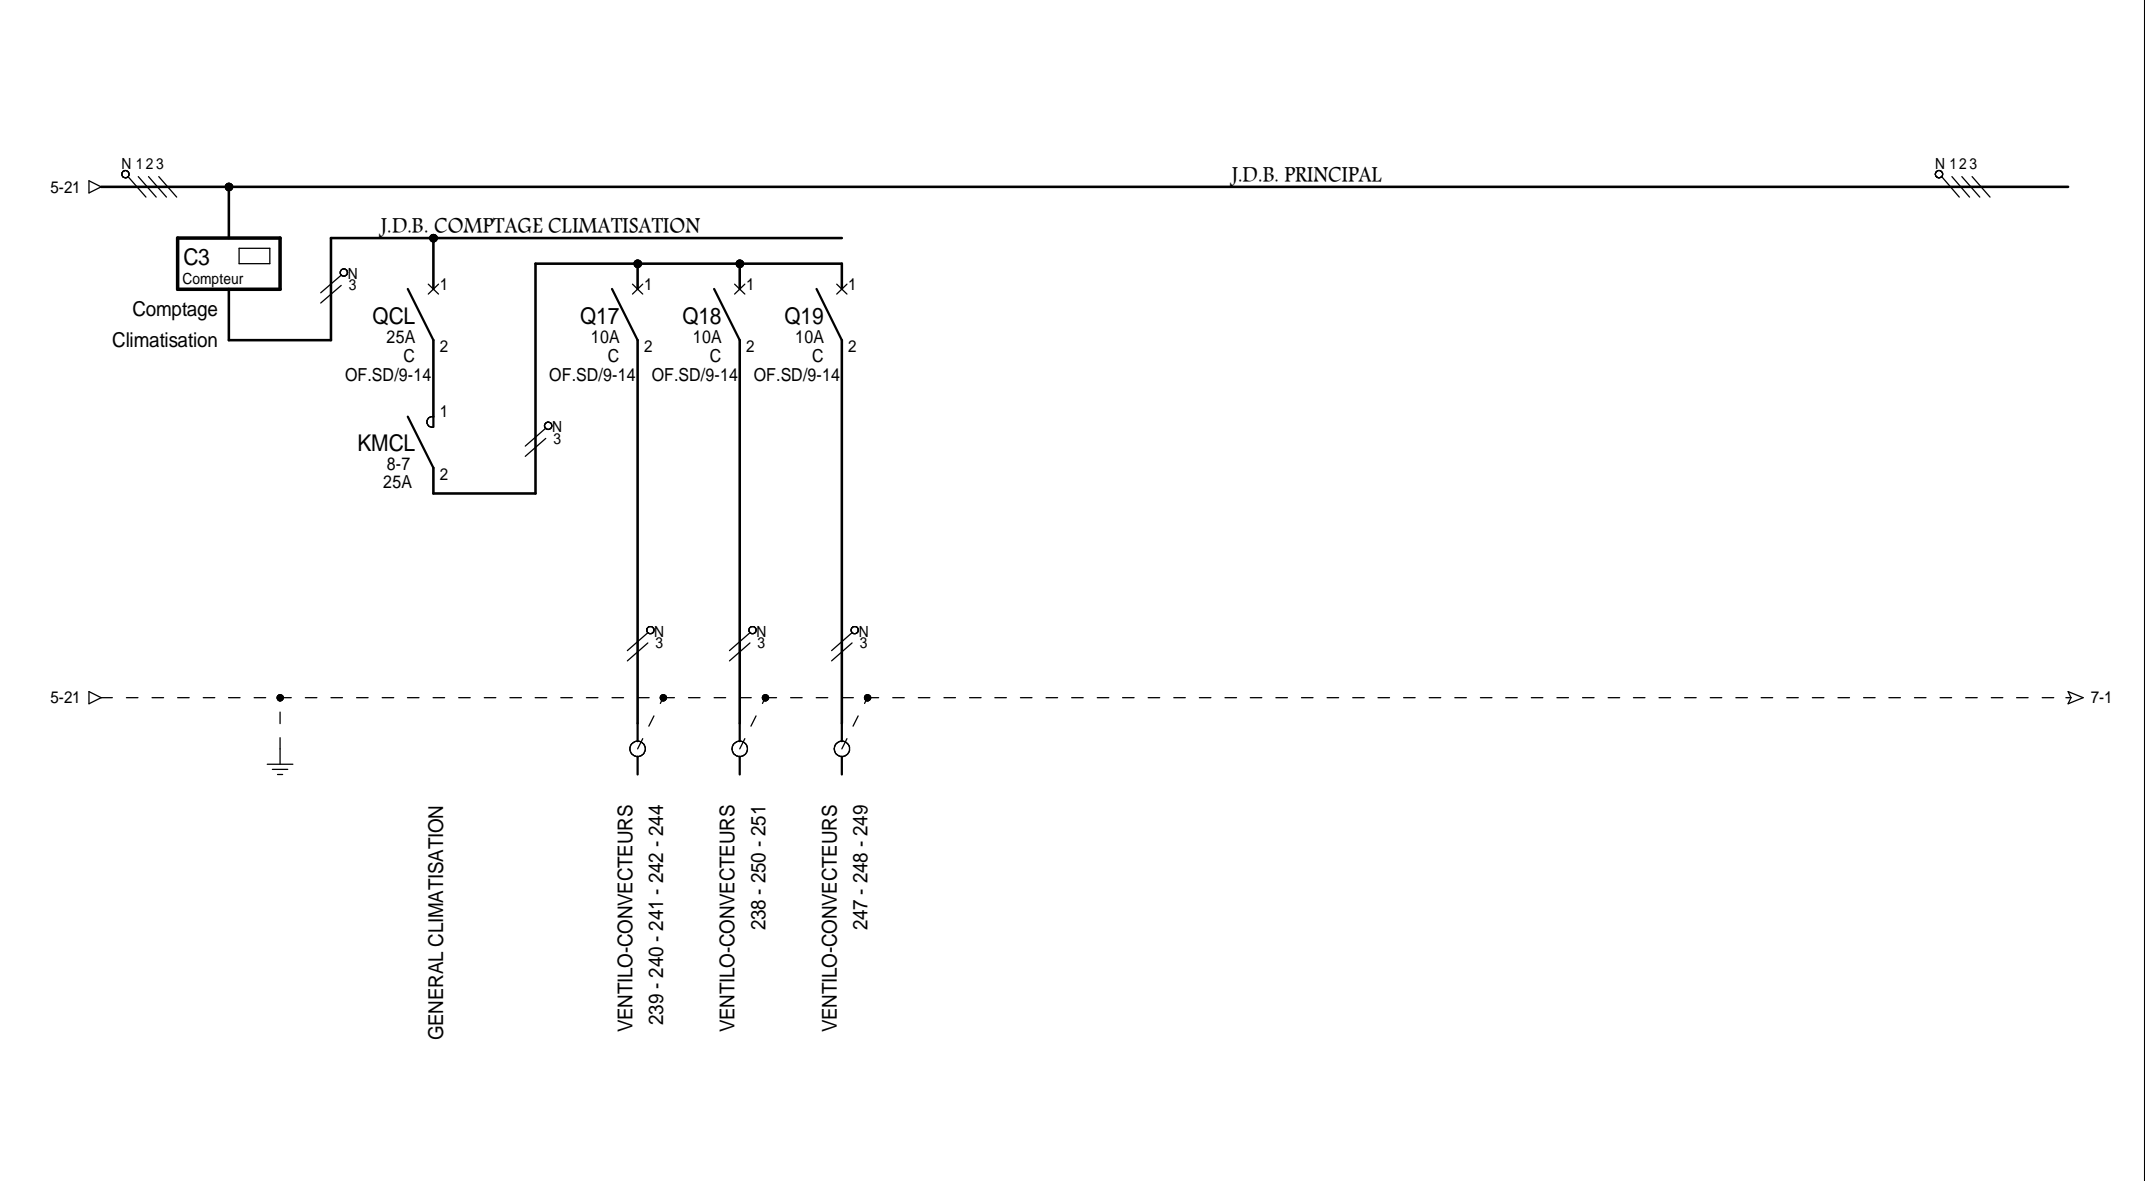 N 1 2 3
5-21
J.D.B. PRINCIPAL
N 1 2 3
J.D.B. COMPTAGE CLIMATISATION
C3
Compteur
Comptage
Climatisation
N
3
1
QCL
25A
C
OF.SD/9-14
2
1
KMCL
8-7
25A
2
N
3
1
Q17
10A
C
OF.SD/9-14
2
1
Q18
10A
C
OF.SD/9-14
2
1
Q19
10A
C
OF.SD/9-14
2
N
3
N
3
N
3
5-21
7-1
GENERAL CLIMATISATION
VENTILO-CONVECTEURS
239 - 240 - 241 - 242 - 244
VENTILO-CONVECTEURS
238 - 250 - 251
VENTILO-CONVECTEURS
247 - 248 - 249